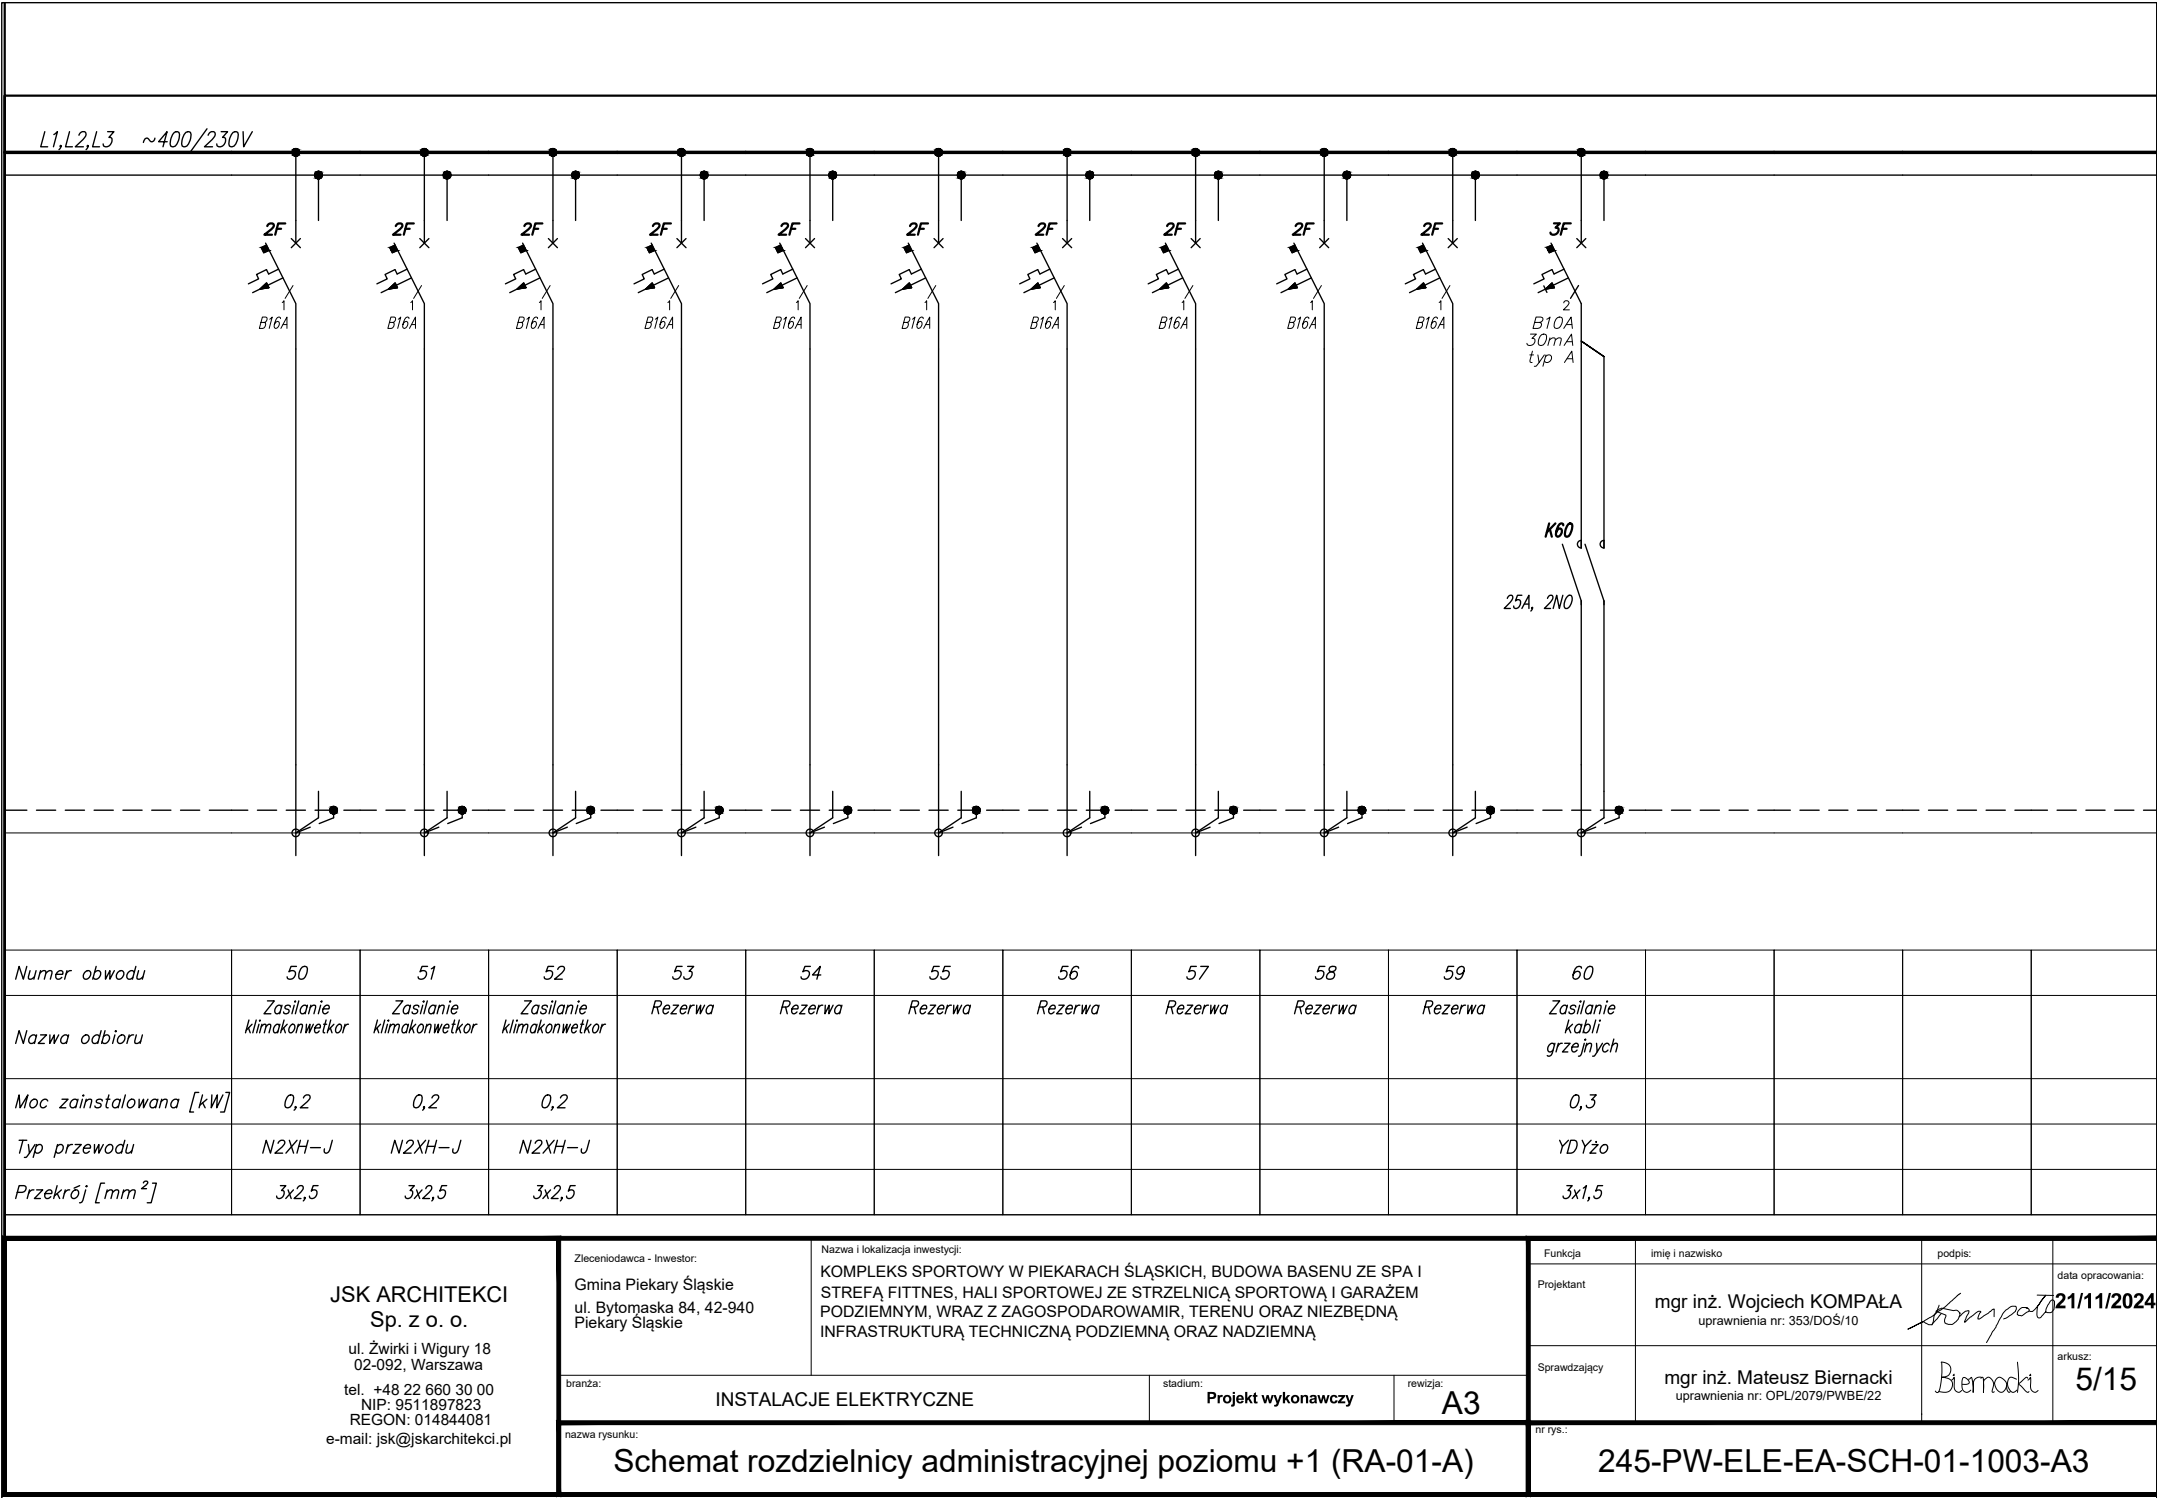 L1,L2,L3 ~400/230V
2F 2F 2F 2F 2F 2F 2F 2F 2F 2F 3F
1 1 1 1 1 1 1 1 1 1 2
B16A B16A B16A B16A B16A B16A B16A B16A B16A B16A B10A
30mA
typ A
K60
25A, 2NO
Numer obwodu 50 51 52 53 54 55 56 57 58 59 60
Nazwa odbioru
Zasilanie
klimakonwetkor
Zasilanie
klimakonwetkor
Zasilanie
klimakonwetkor
Rezerwa Rezerwa Rezerwa Rezerwa Rezerwa Rezerwa Rezerwa
Zasilanie
kabli
grzejnych
Moc zainstalowana [kW] 0,2 0,2 0,2 0,3
Typ przewodu N2XH-J N2XH-J N2XH-J YDYżo
Przekrój [mm²] 3x2,5 3x2,5 3x2,5 3x1,5
JSK ARCHITEKCI
Sp. z o. o.
ul. Żwirki i Wigury 18
02-092, Warszawa
tel. +48 22 660 30 00
NIP: 9511897823
REGON: 014844081
e-mail: jsk@jskarchitekci.pl
Zleceniodawca - Inwestor:
Gmina Piekary Śląskie
ul. Bytomaska 84, 42-940
Piekary Śląskie
Nazwa i lokalizacja inwestycji:
KOMPLEKS SPORTOWY W PIEKARACH ŚLĄSKICH, BUDOWA BASENU ZE SPA I
STREFĄ FITTNES, HALI SPORTOWEJ ZE STRZELNICĄ SPORTOWĄ I GARAŻEM
PODZIEMNYM, WRAZ Z ZAGOSPODAROWAMIR, TERENU ORAZ NIEZBĘDNĄ
INFRASTRUKTURĄ TECHNICZNĄ PODZIEMNĄ ORAZ NADZIEMNĄ
branża:
INSTALACJE ELEKTRYCZNE
stadium:
Projekt wykonawczy
rewizja:
A3
nazwa rysunku:
Schemat rozdzielnicy administracyjnej poziomu +1 (RA-01-A)
Funkcja imię i nazwisko podpis:
Projektant
mgr inż. Wojciech KOMPAŁA
uprawnienia nr: 353/DOŚ/10
Kompała
data opracowania:
21/11/2024
Sprawdzający
mgr inż. Mateusz Biernacki
uprawnienia nr: OPL/2079/PWBE/22
Biernacki
arkusz:
5/15
nr rys.:
245-PW-ELE-EA-SCH-01-1003-A3